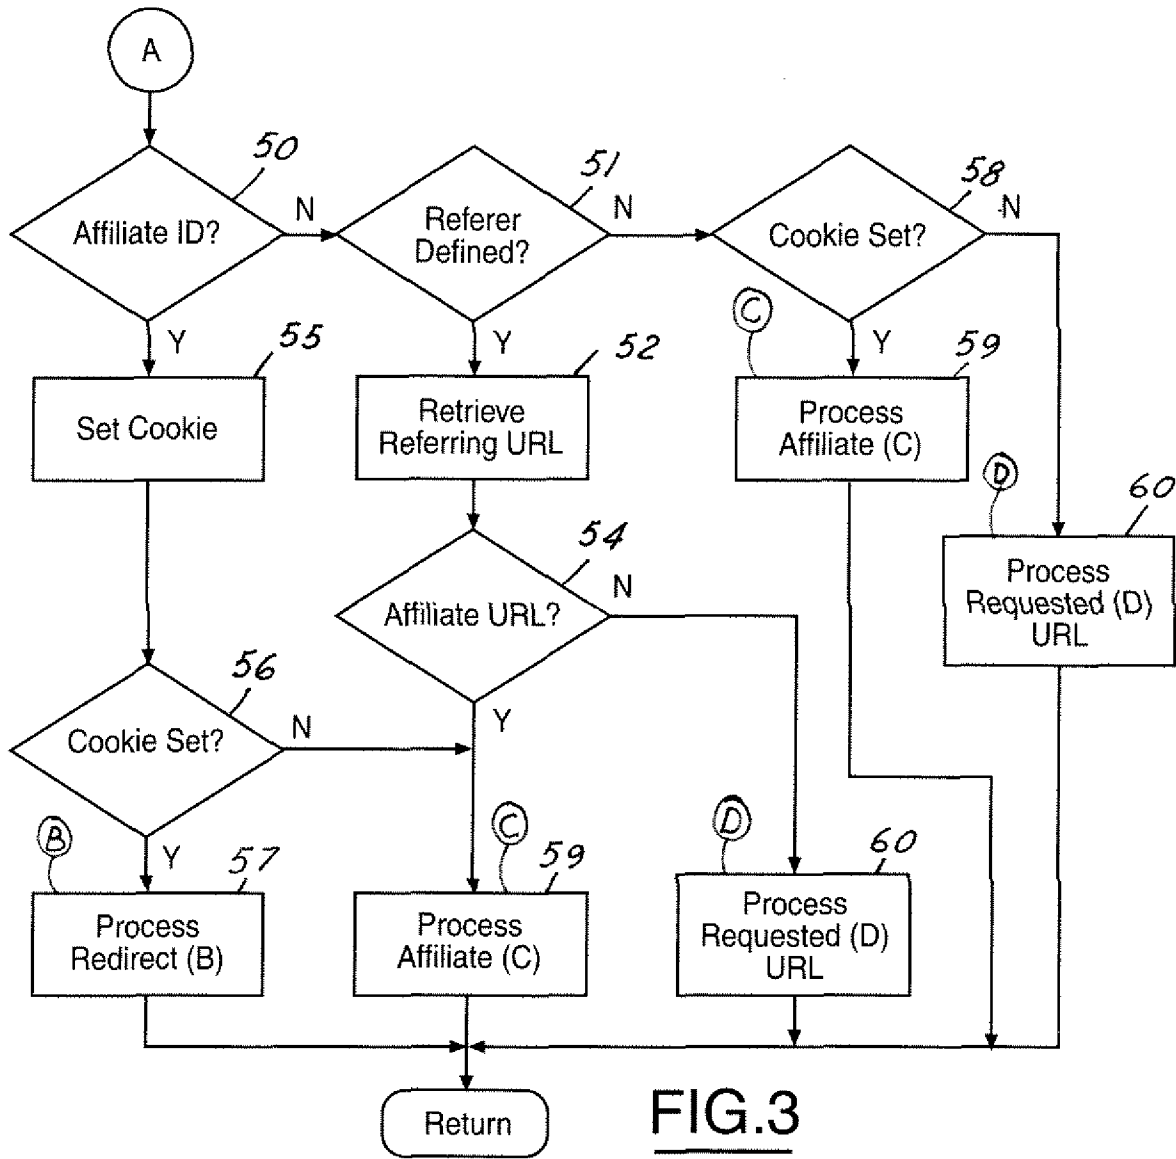 A
50
51
58
Affiliate ID?
N
Referer
Defined?
N
Cookie Set?
N
Y
55
Y
52
C
Y
59
Set Cookie
Retrieve
Referring URL
Process
Affiliate (C)
D
60
54
Affiliate URL?
N
Process
Requested (D)
URL
56
Cookie Set?
N
Y
B
Y
57
C
59
D
60
Process
Redirect (B)
Process
Affiliate (C)
Process
Requested (D)
URL
Return
FIG.3